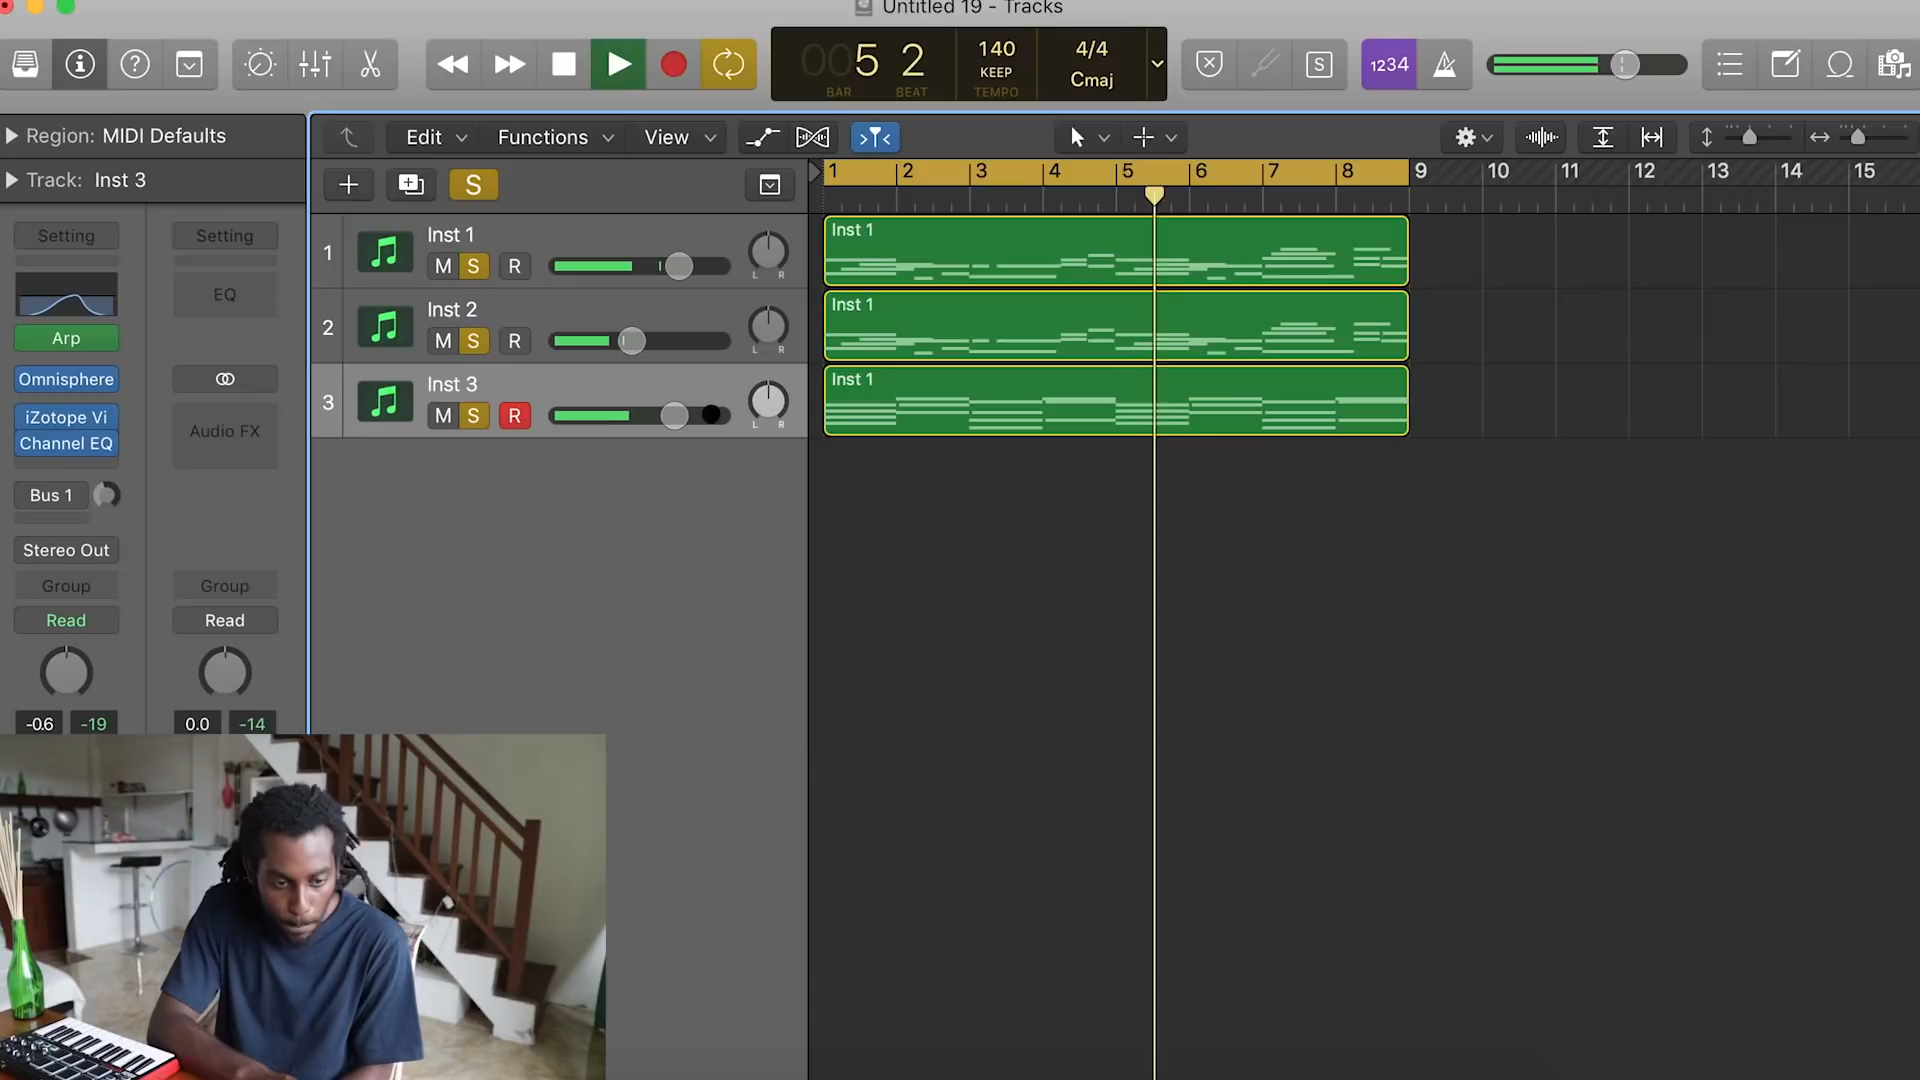 Untitled 19 - Tracks
1234
005 2
BAR BEAT
140
KEEP
TEMPO
4/4
Cmaj
S
Region: MIDI Defaults
Track: Inst 3
Edit
Functions
View
S
1 2 3 4 5 6 7 8 9 10 11 12 13 14 15
Setting
Setting
EQ
Arp
Omnisphere
iZotope Vi
Channel EQ
Audio FX
Bus 1
Stereo Out
Group
Group
Read
Read
-0.6 -19
0.0 -14
1
Inst 1
M S R
L R
Inst 1
2
Inst 2
M S R
L R
Inst 1
3
Inst 3
M S R
L R
Inst 1